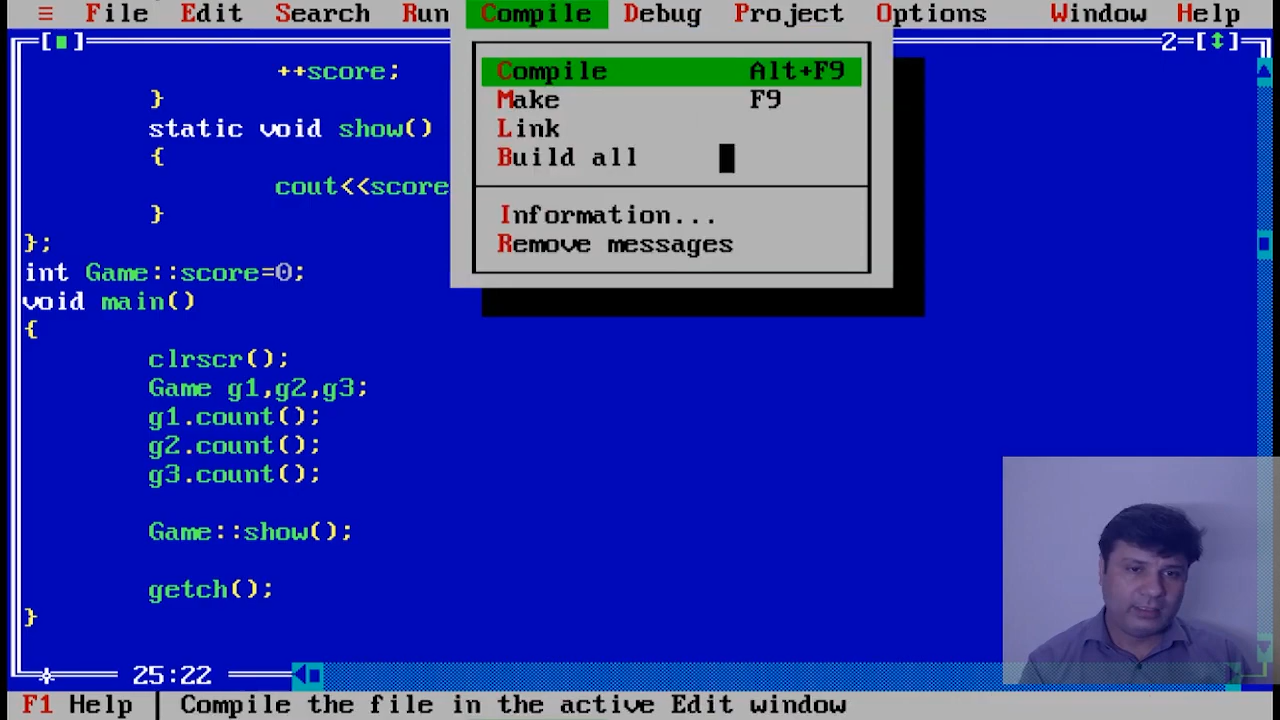 ≡ File Edit Search Run Compile Debug Project Options Window Help
[■] 2=[↕]
++score;
}
static void show()
{
cout<<score
}
};
int Game::score=0;
void main()
{
clrscr();
Game g1,g2,g3;
g1.count();
g2.count();
g3.count();
Game::show();
getch();
}
Compile Alt+F9
Make F9
Link
Build all
Information...
Remove messages
25:22
F1 Help │ Compile the file in the active Edit window